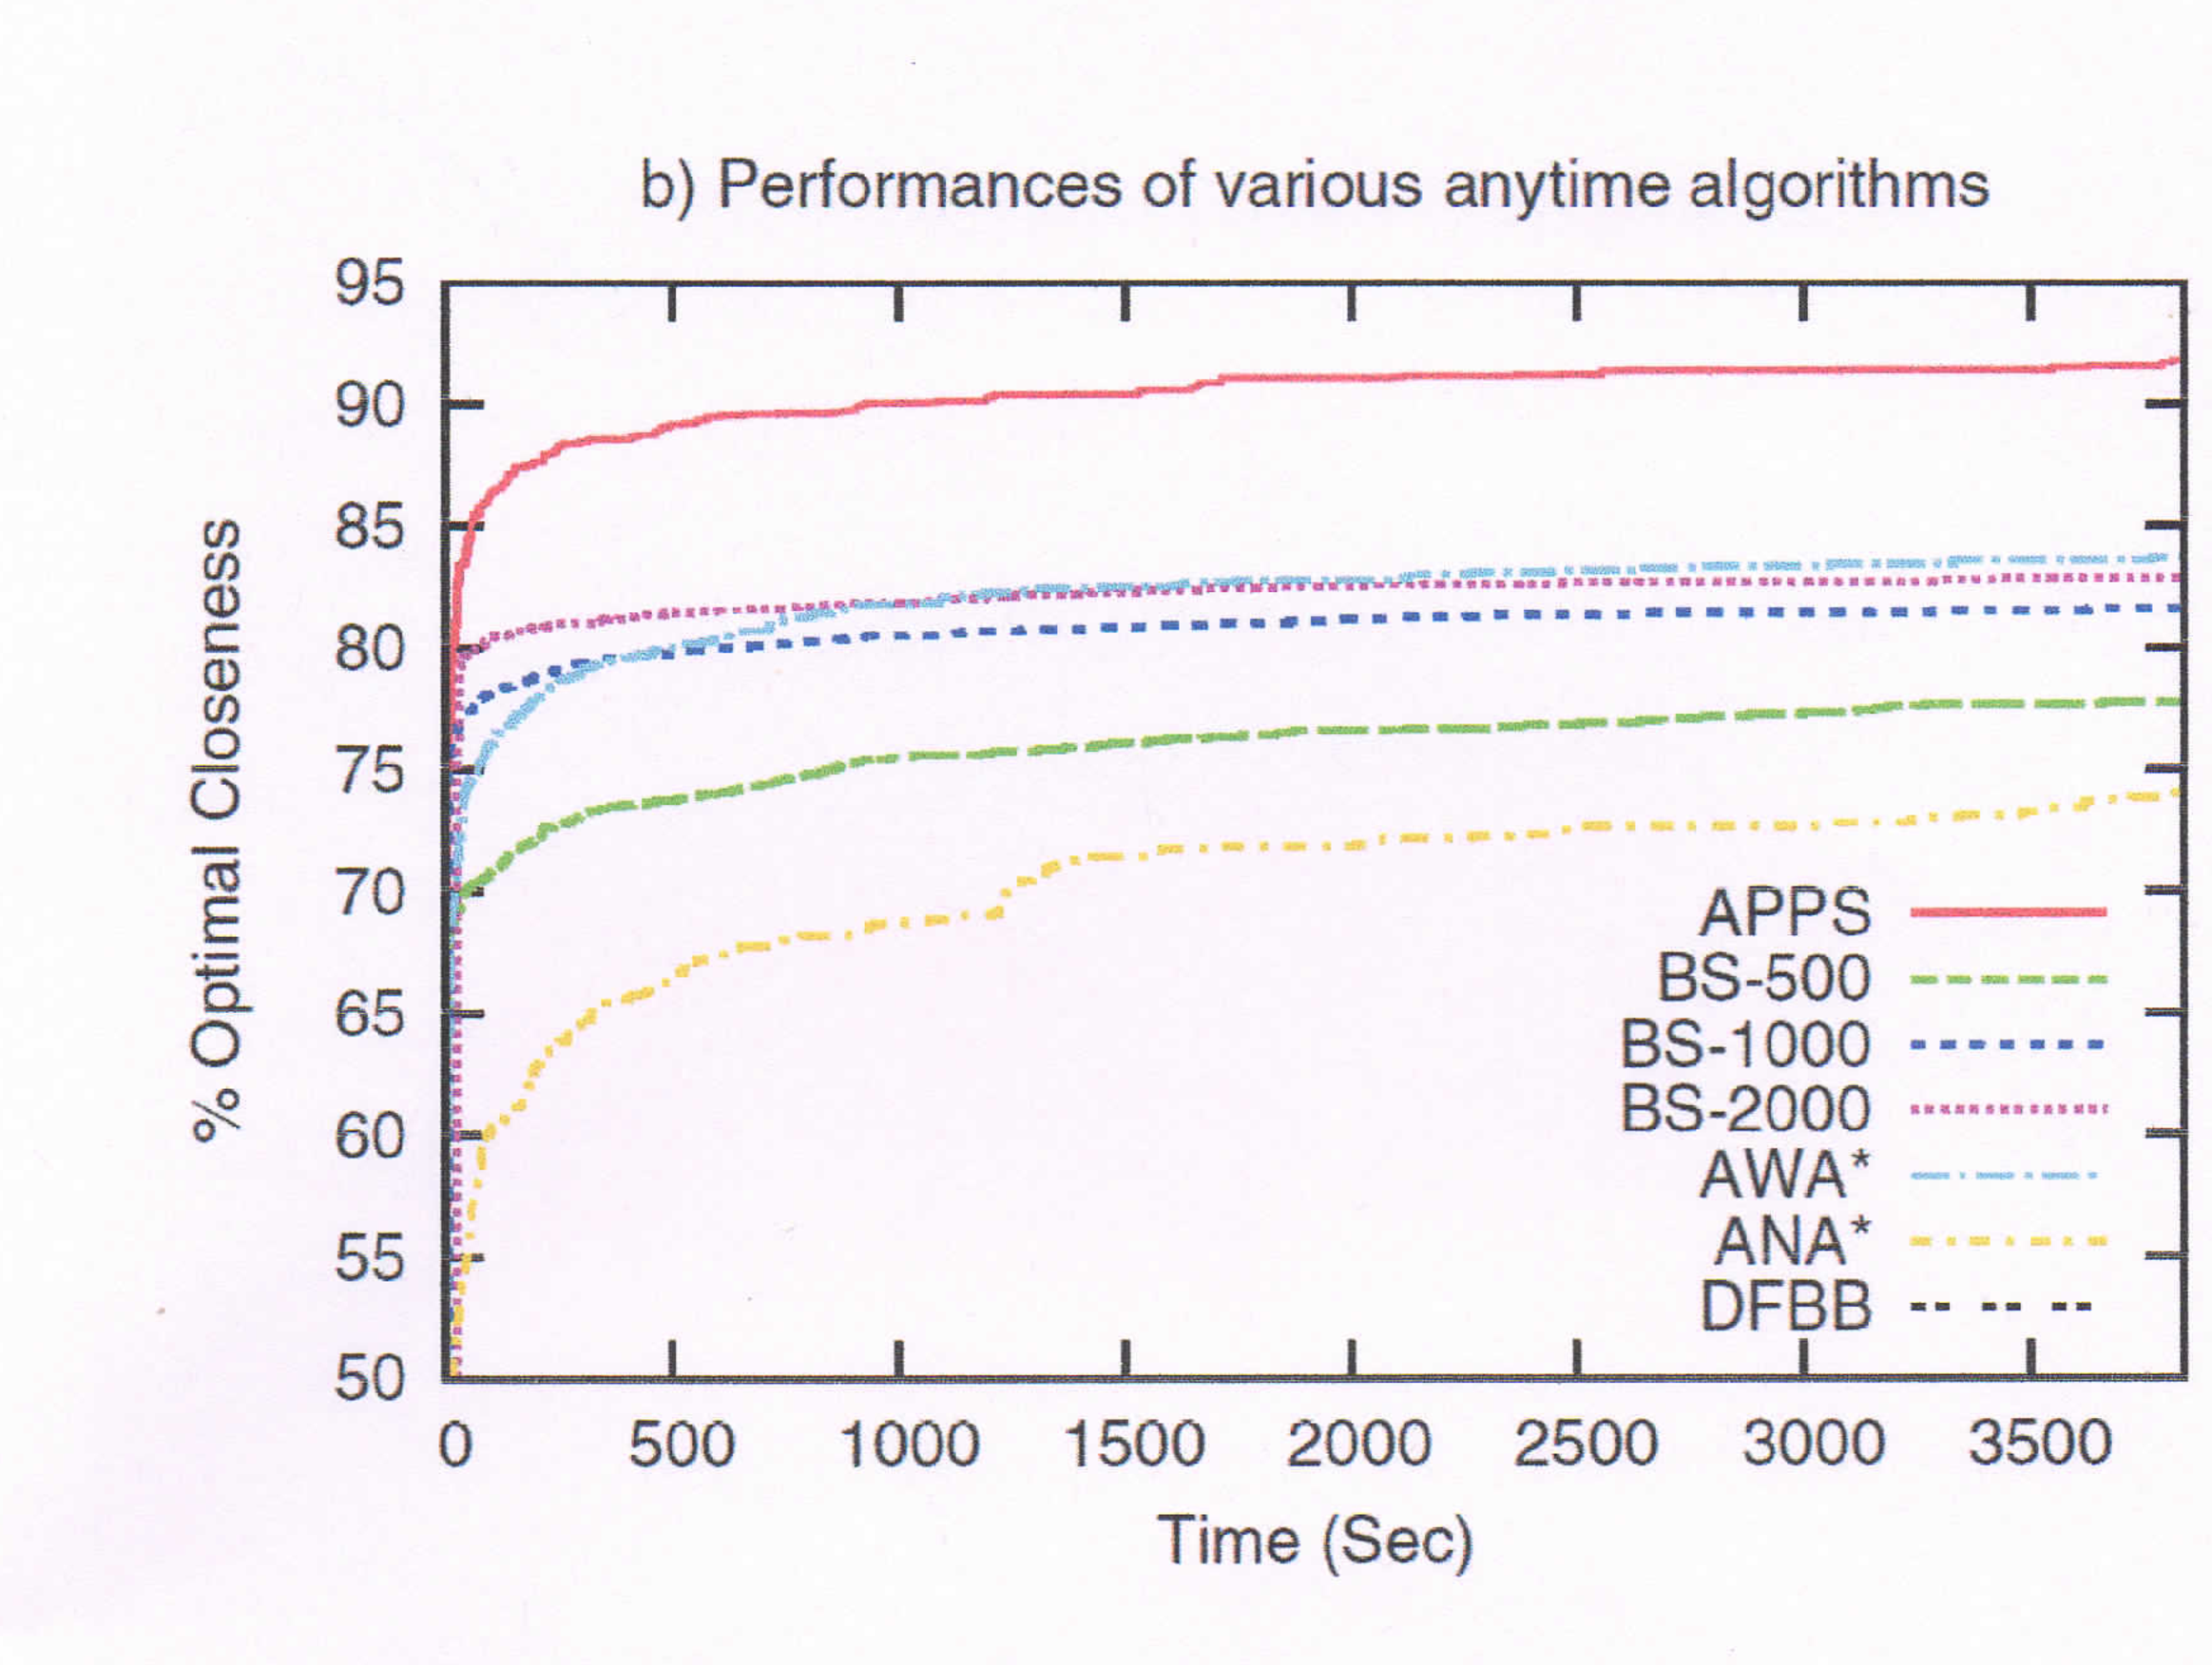 b) Performances of various anytime algorithms
95
90
85
80
75
70
65
60
55
50
% Optimal Closeness
APPS
BS-500
BS-1000
BS-2000
AWA*
ANA*
DFBB
0 500 1000 1500 2000 2500 3000 3500
Time (Sec)